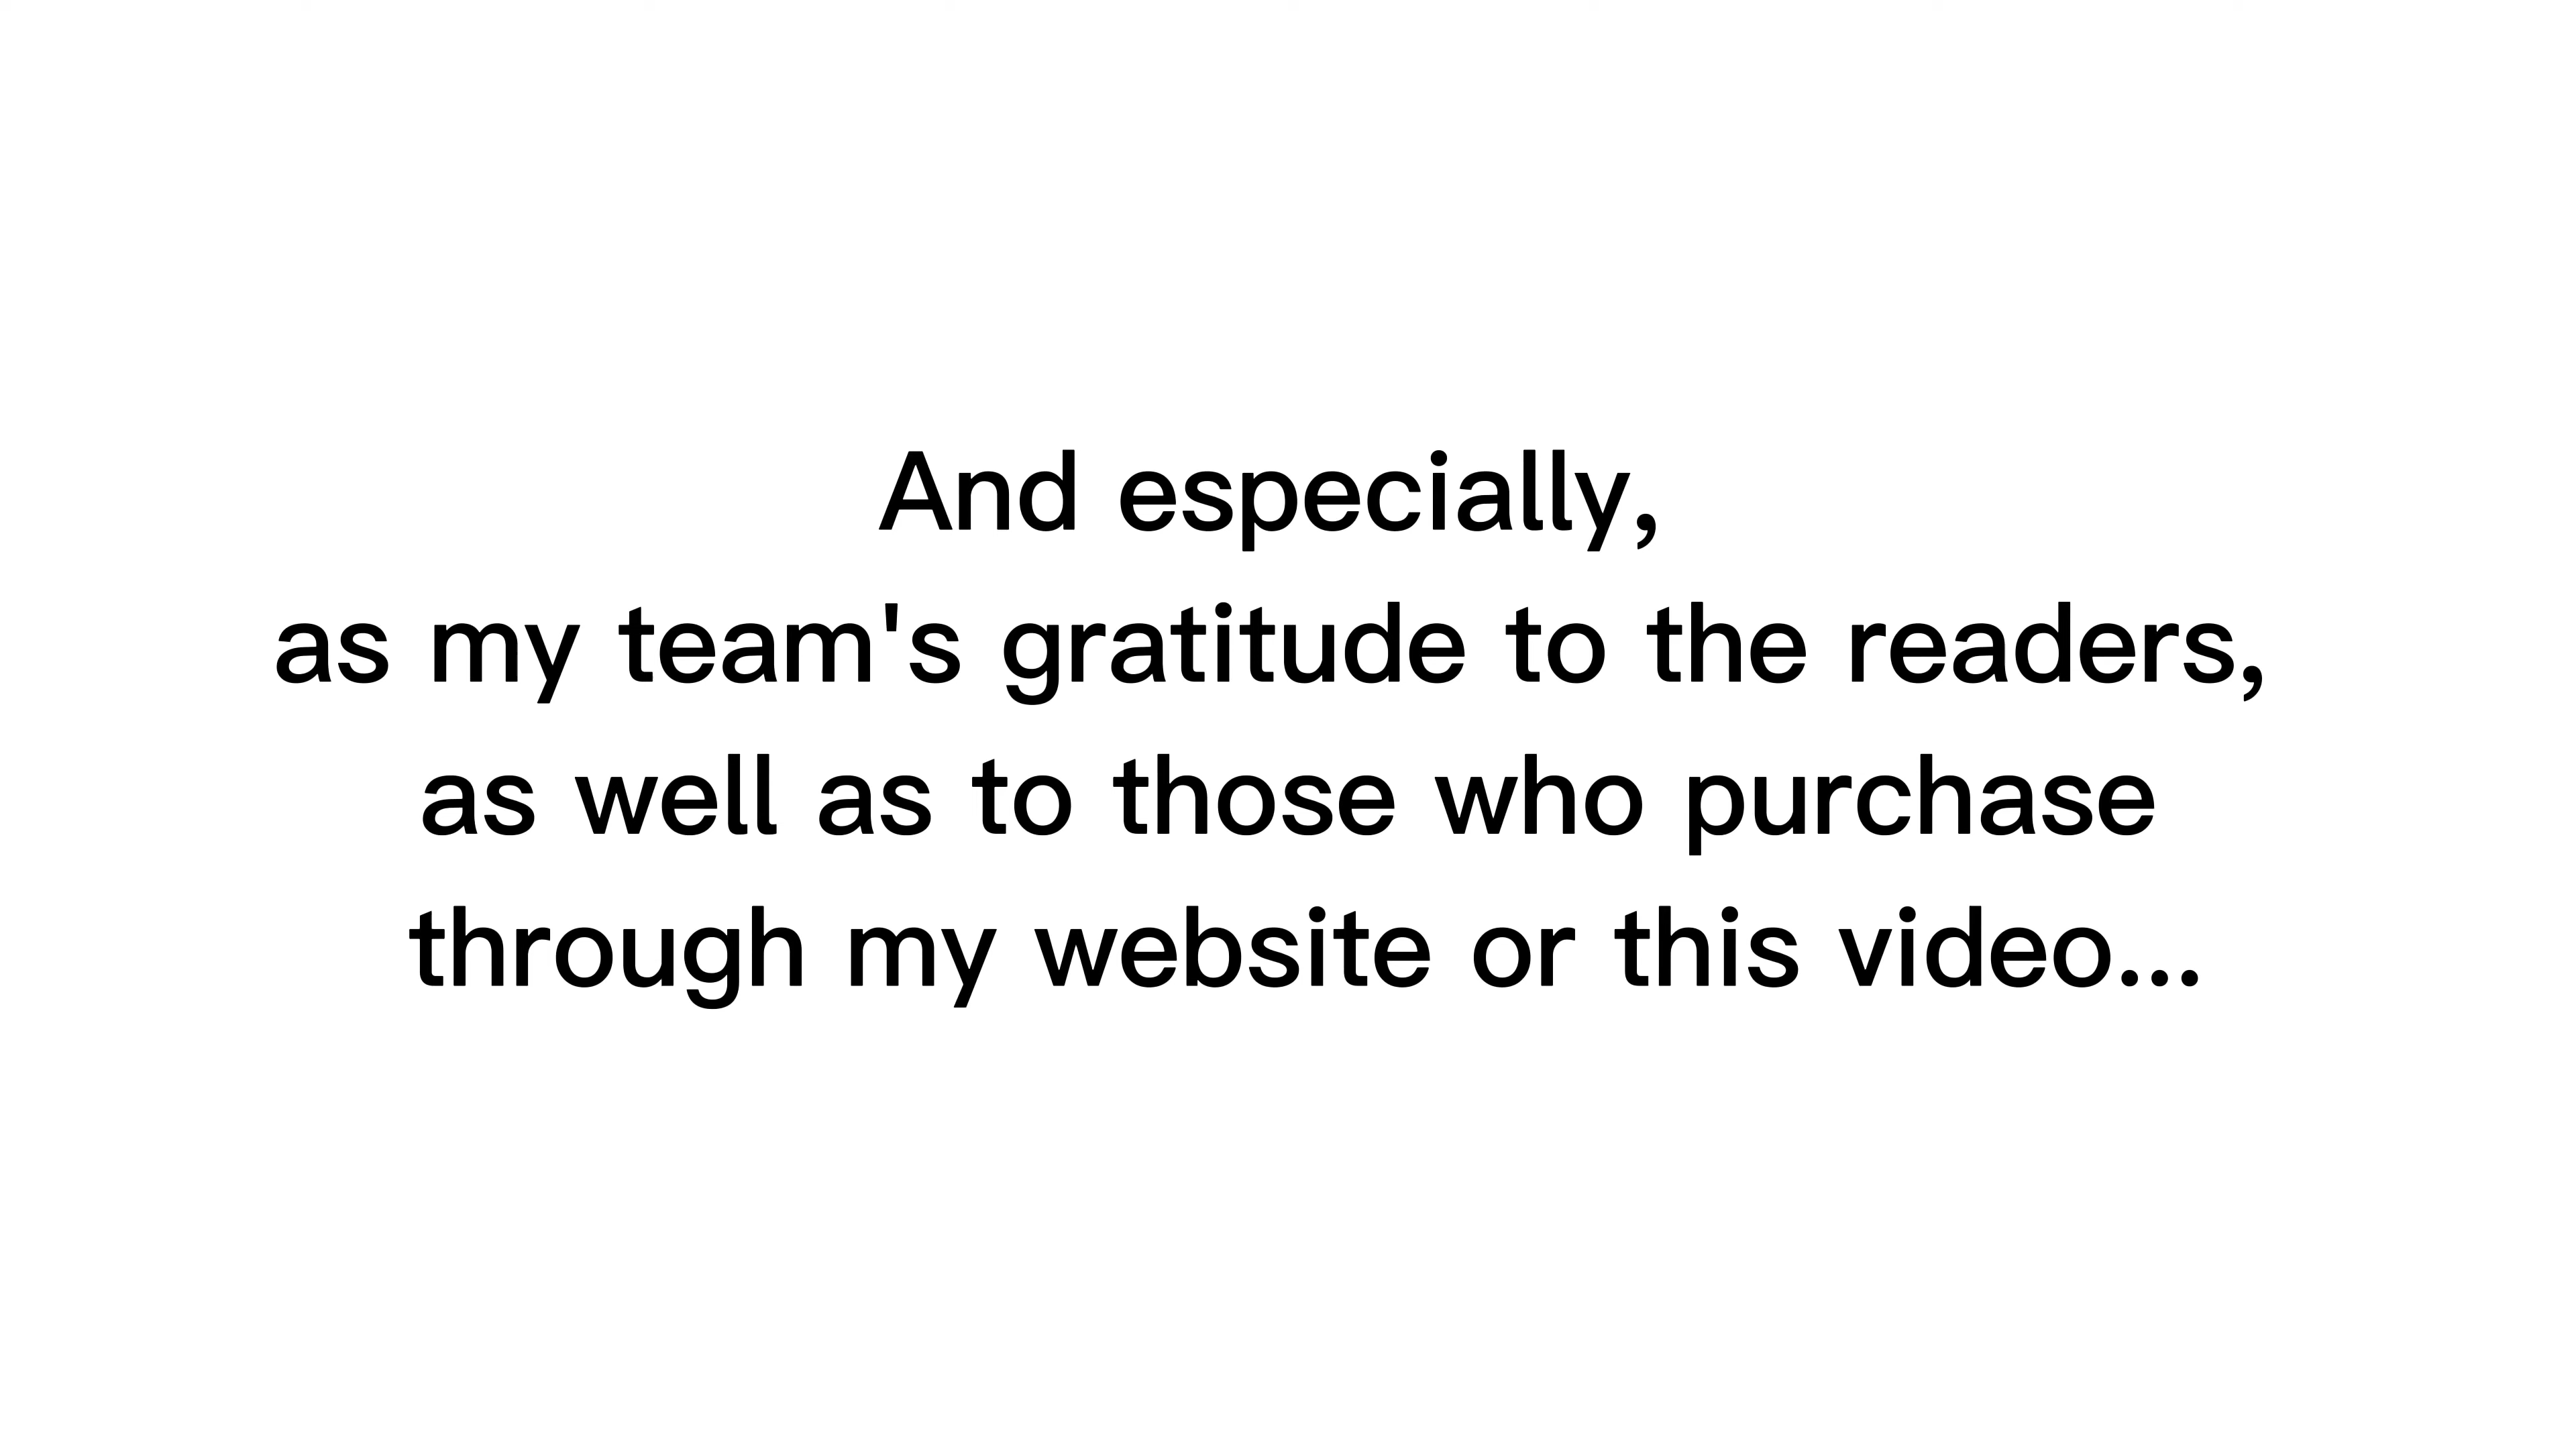 And especially,
as my team's gratitude to the readers,
as well as to those who purchase
through my website or this video...